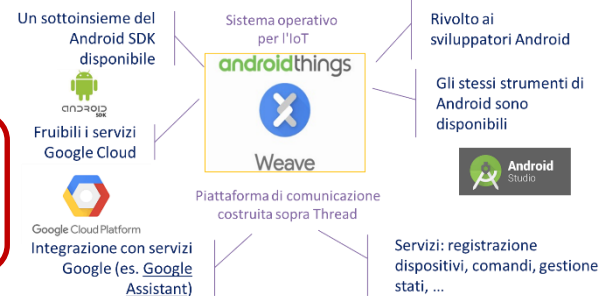 Un sottoinsieme del
Android SDK
disponibile
ANDROID
SDK
Fruibili i servizi
Google Cloud
Google Cloud Platform
Integrazione con servizi
Google (es. Google
Assistant)
Sistema operativo
per l'IoT
androidthings
Weave
Piattaforma di comunicazione
costruita sopra Thread
Rivolto ai
sviluppatori Android
Gli stessi strumenti di
Android sono
disponibili
Android
Studio
Servizi: registrazione
dispositivi, comandi, gestione
stati, ...